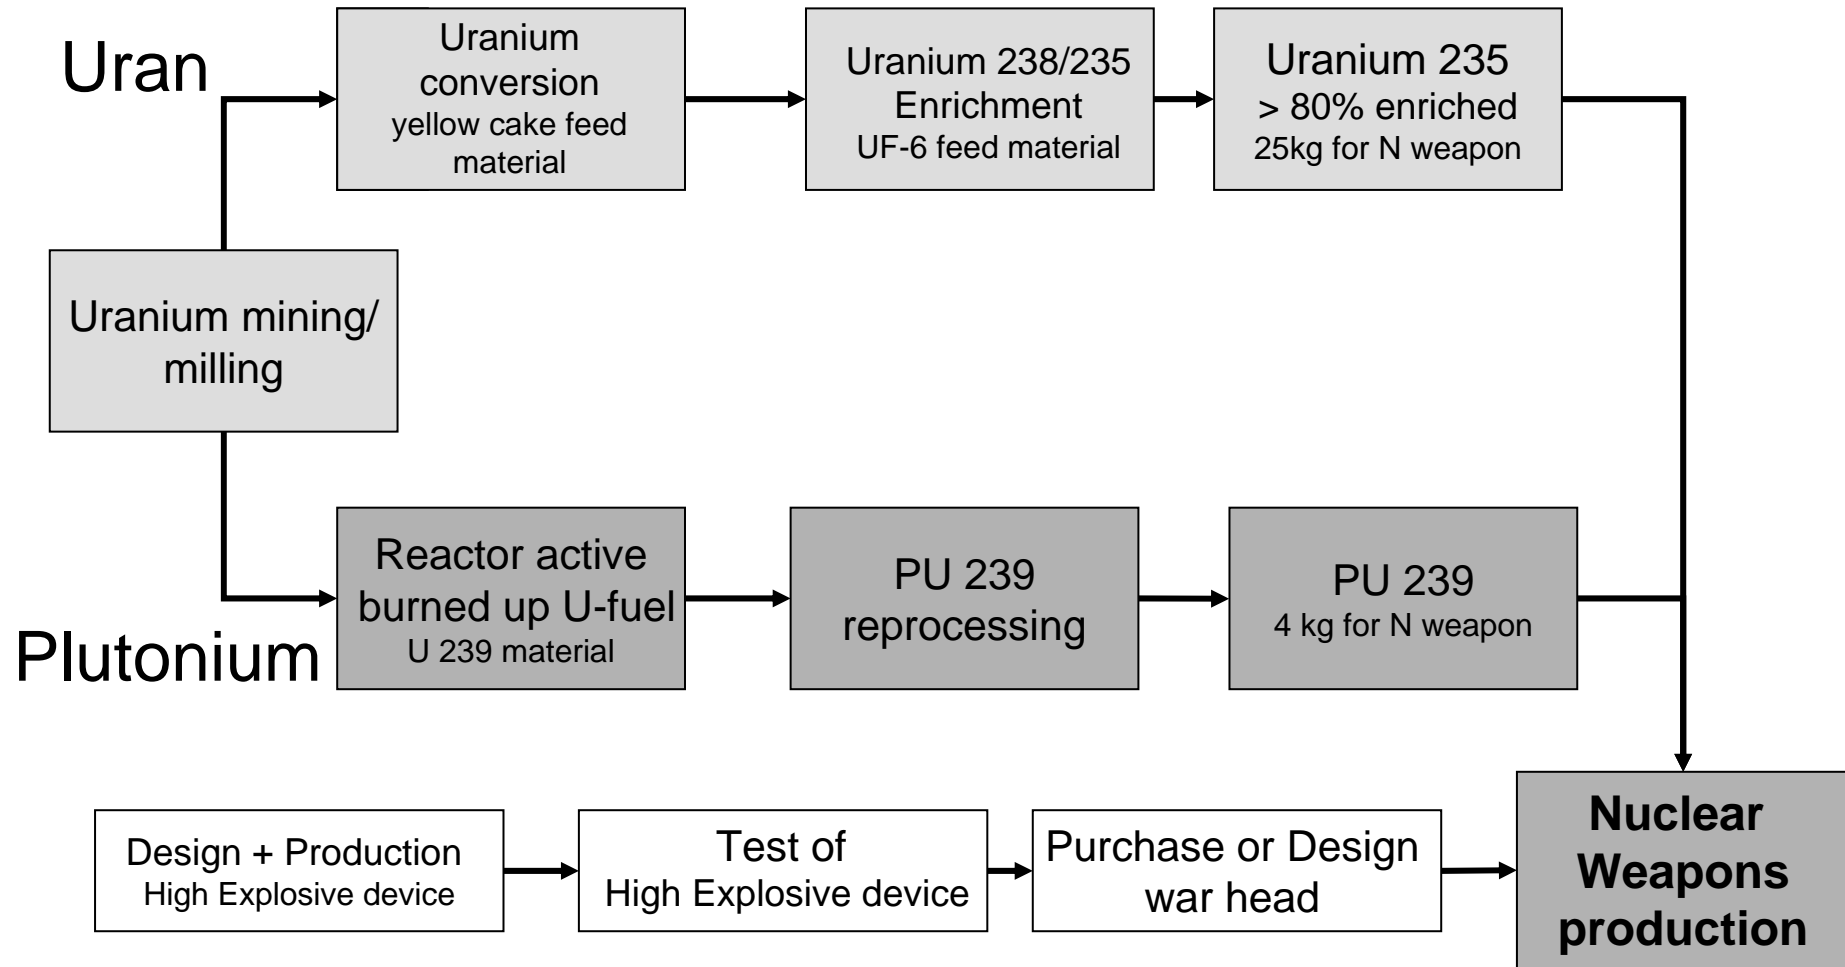 Uran
Uranium
conversion
yellow cake feed
material
Uranium 238/235
Enrichment
UF-6 feed material
Uranium 235
> 80% enriched
25kg for N weapon
Uranium mining/
milling
Plutonium
Reactor active
burned up U-fuel
U 239 material
PU 239
reprocessing
PU 239
4 kg for N weapon
Design + Production
High Explosive device
Test of
High Explosive device
Purchase or Design
war head
Nuclear
Weapons
production